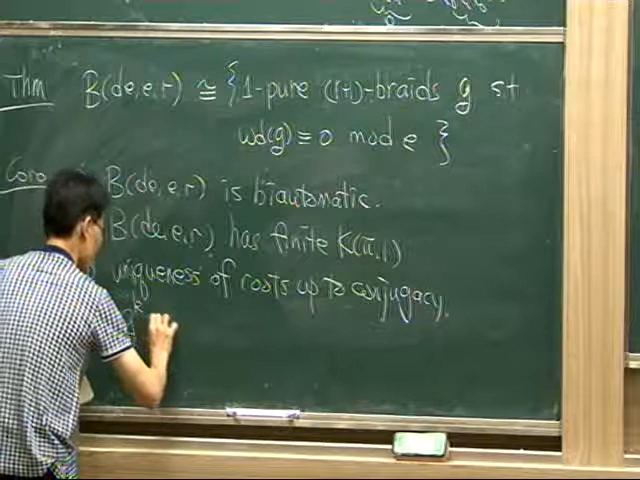 Thm B(de,e,r) ≅ { 1-pure (r+1)-braids g st
wd(g) ≡ 0 mod e }
Coro B(de,e,r) is biautomatic.
B(de,e,r) has finite K(π,1)
uniqueness of roots up to conjugacy.